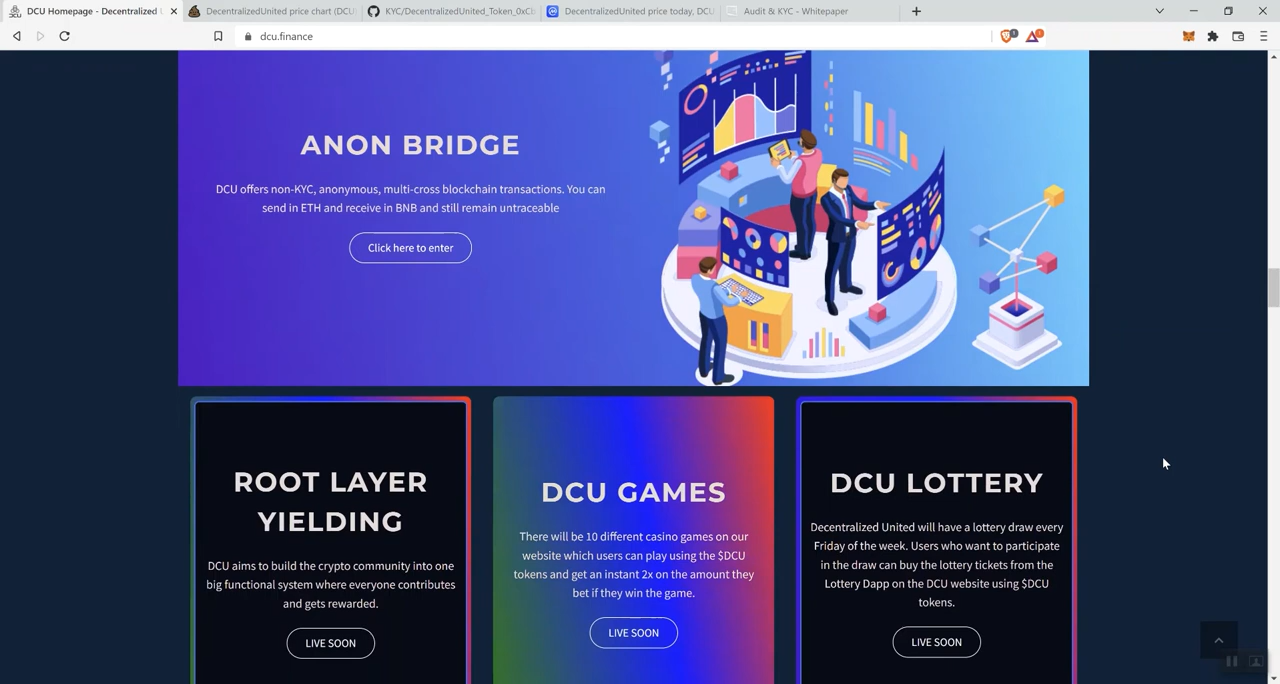 DCU Homepage - Decentralized U
DecentralizedUnited price chart (DCU
KYC/DecentralizedUnited_Token_0xCb
DecentralizedUnited price today, DCU
Audit & KYC - Whitepaper
dcu.finance
ANON BRIDGE
DCU offers non-KYC, anonymous, multi-cross blockchain transactions. You can
send in ETH and receive in BNB and still remain untraceable
Click here to enter
ROOT LAYER
YIELDING
DCU aims to build the crypto community into one
big functional system where everyone contributes
and gets rewarded.
LIVE SOON
DCU GAMES
There will be 10 different casino games on our
website which users can play using the $DCU
tokens and get an instant 2x on the amount they
bet if they win the game.
LIVE SOON
DCU LOTTERY
Decentralized United will have a lottery draw every
Friday of the week. Users who want to participate
in the draw can buy the lottery tickets from the
Lottery Dapp on the DCU website using $DCU
tokens.
LIVE SOON